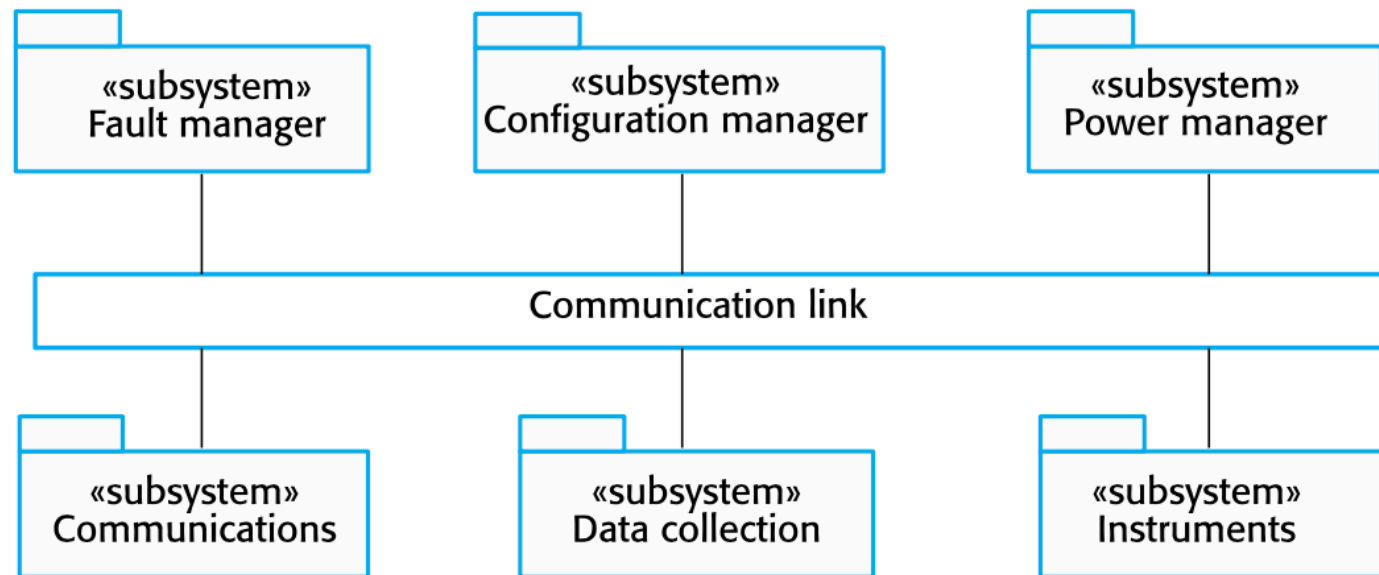 «subsystem»
Fault manager
«subsystem»
Configuration manager
«subsystem»
Power manager
Communication link
«subsystem»
Communications
«subsystem»
Data collection
«subsystem»
Instruments